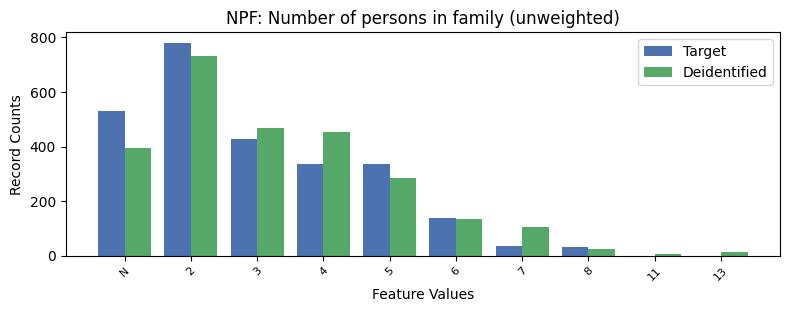 NPF: Number of persons in family (unweighted)
Target
Deidentified
Record Counts
800
600
400
200
0
N 2 3 4 5 6 7 8 11 13
Feature Values